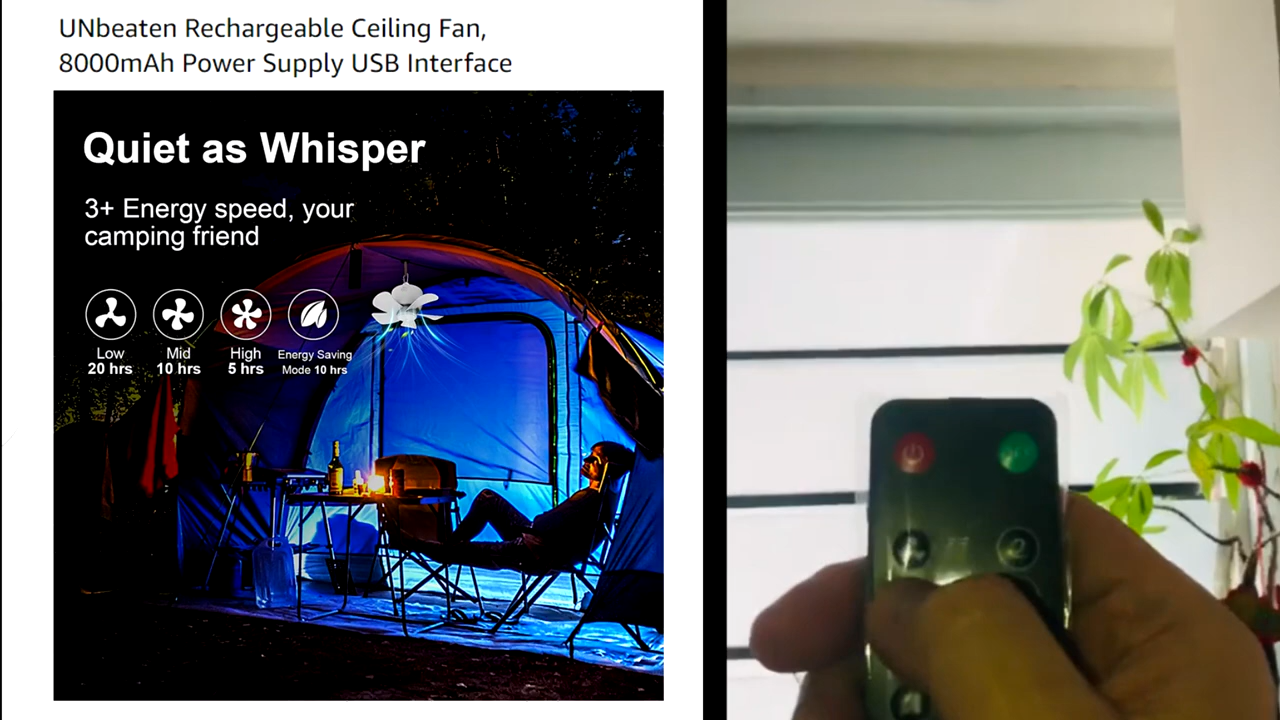 UNbeaten Rechargeable Ceiling Fan,
8000mAh Power Supply USB Interface
Quiet as Whisper
3+ Energy speed, your
camping friend
Low
20 hrs
Mid
10 hrs
High
5 hrs
Energy Saving
Mode 10 hrs
2